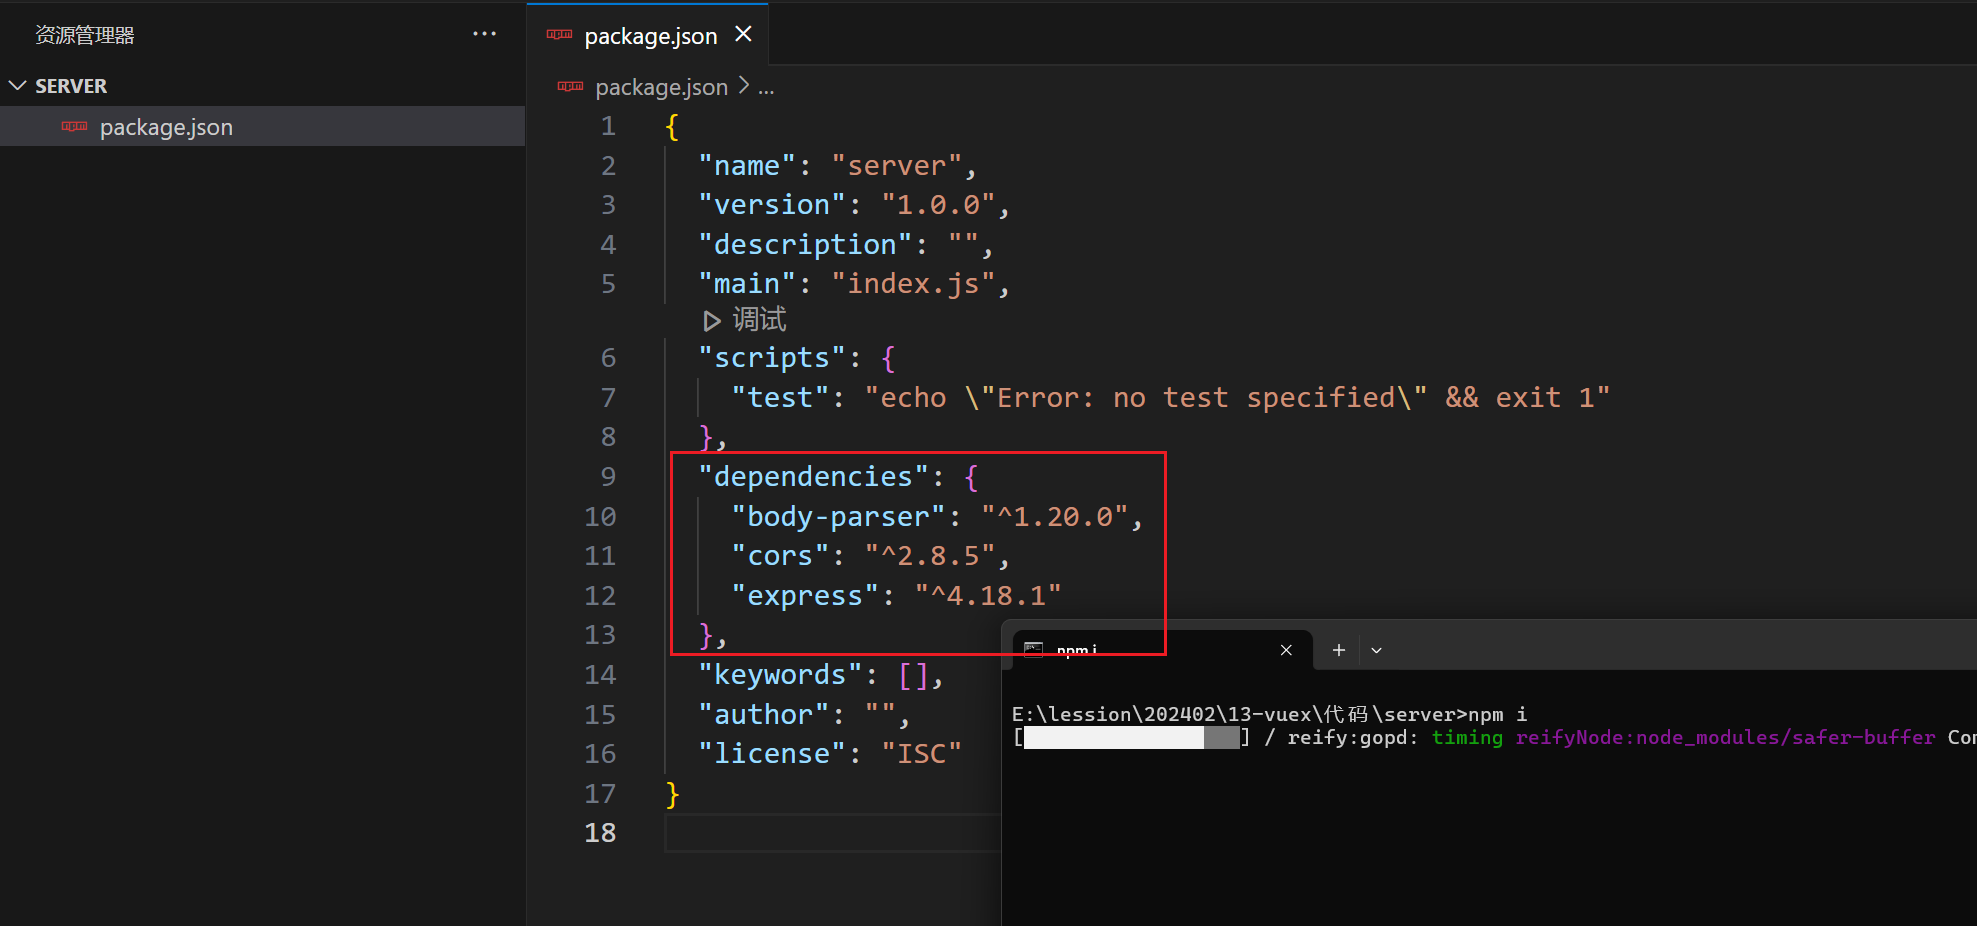 资源管理器
SERVER
package.json
package.json
package.json > ...
1 {
2 "name": "server",
3 "version": "1.0.0",
4 "description": "",
5 "main": "index.js",
调试
6 "scripts": {
7 "test": "echo \"Error: no test specified\" && exit 1"
8 },
9 "dependencies": {
10 "body-parser": "^1.20.0",
11 "cors": "^2.8.5",
12 "express": "^4.18.1"
13 },
14 "keywords": [],
15 "author": "",
16 "license": "ISC"
17 }
18
npm i
E:\lession\202402\13-vuex\代码\server>npm i
[] / reify:gopd: timing reifyNode:node_modules/safer-buffer Con